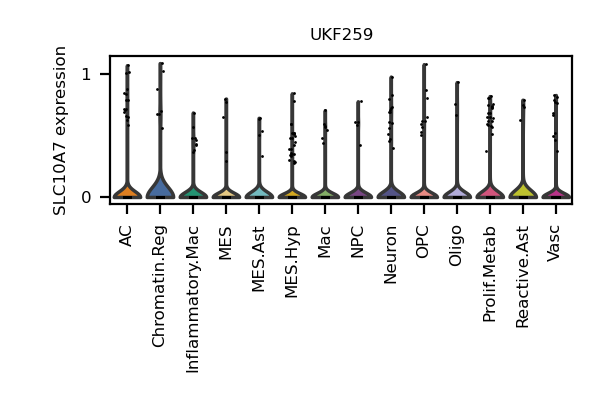 UKF259
SLC10A7 expression
1
0
AC
Chromatin.Reg
Inflammatory.Mac
MES
MES.Ast
MES.Hyp
Mac
NPC
Neuron
OPC
Oligo
Prolif.Metab
Reactive.Ast
Vasc